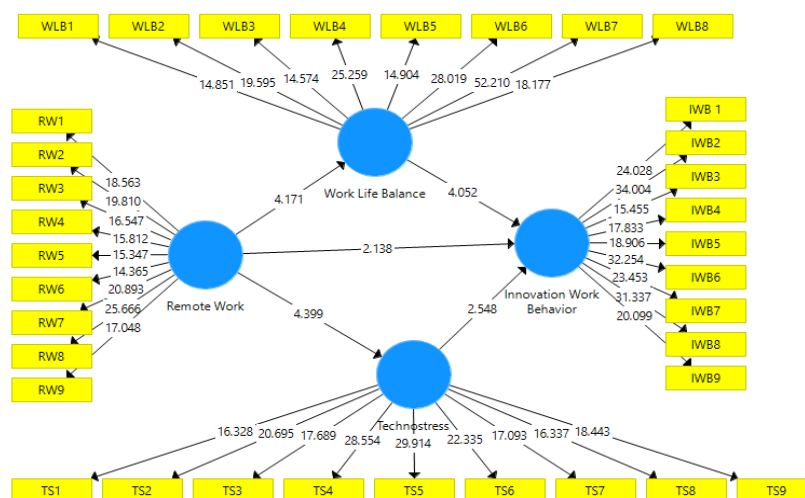 WLB1 WLB2 WLB3 WLB4 WLB5 WLB6 WLB7 WLB8
14.851 19.595 14.574 25.259 14.904 28.019 52.210 18.177
RW1
RW2
RW3
RW4
RW5
RW6
RW7
RW8
RW9
18.563
19.810
16.547
15.812
15.347
14.365
20.893
25.666
17.048
Remote Work
4.171
Work Life Balance
4.052
2.138
4.399
2.548
Innovation Work
Behavior
IWB 1
IWB2
IWB3
IWB4
IWB5
IWB6
IWB7
IWB8
IWB9
24.028
34.004
15.455
17.833
18.906
32.254
23.453
31.337
20.099
Technostress
16.328 20.695 17.689 28.554 29.914 22.335 17.093 16.337 18.443
TS1 TS2 TS3 TS4 TS5 TS6 TS7 TS8 TS9